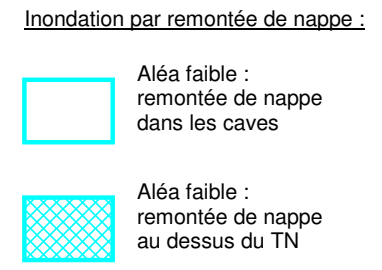 Inondation par remontée de nappe :
Aléa faible :
remontée de nappe
dans les caves
Aléa faible :
remontée de nappe
au dessus du TN